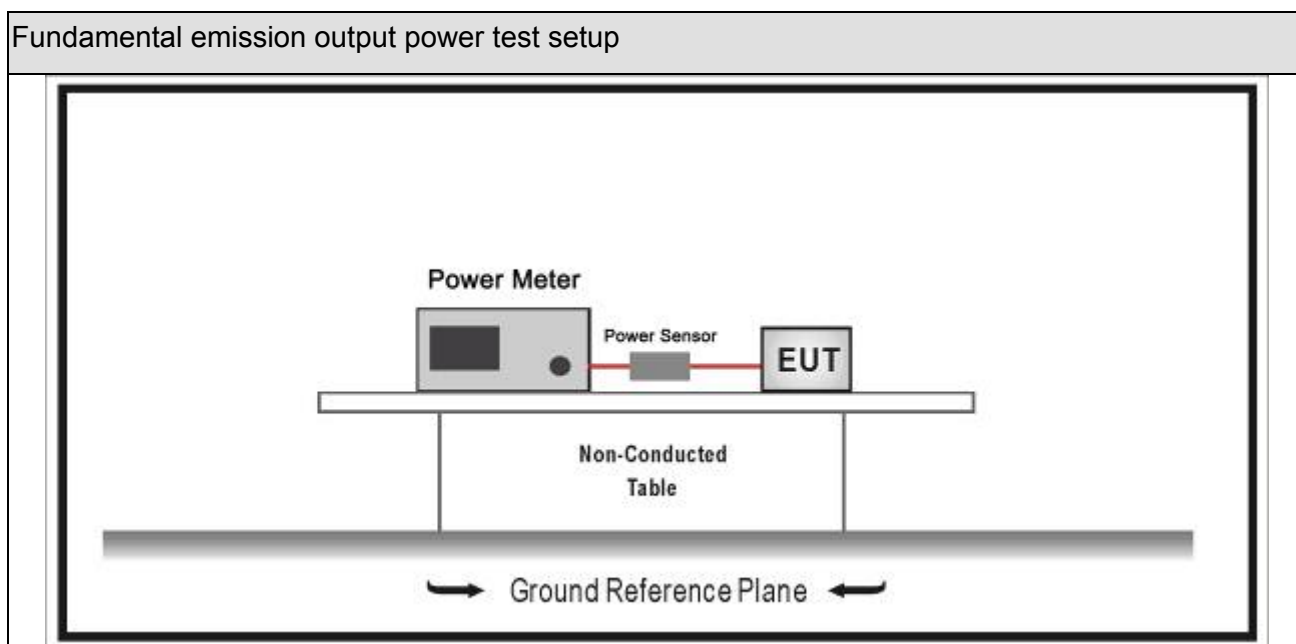 Fundamental emission output power test setup
Power Meter
Power Sensor
EUT
Non-Conducted
Table
Ground Reference Plane